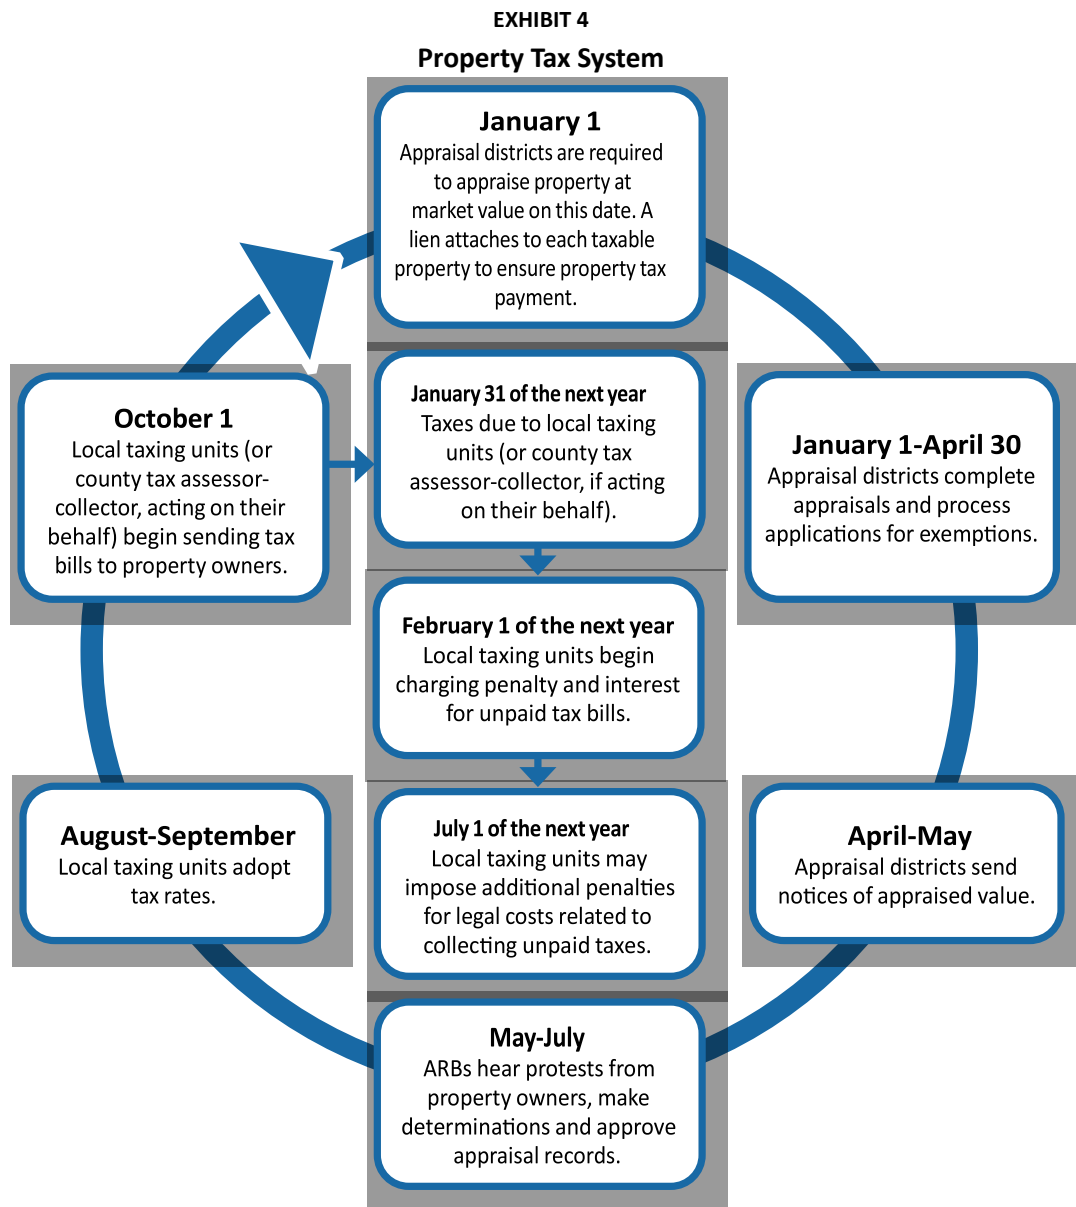 EXHIBIT 4
Property Tax System
January 1
Appraisal districts are required
to appraise property at
market value on this date. A
lien attaches to each taxable
property to ensure property tax
payment.
January 1-April 30
Appraisal districts complete
appraisals and process
applications for exemptions.
April-May
Appraisal districts send
notices of appraised value.
May-July
ARBs hear protests from
property owners, make
determinations and approve
appraisal records.
August-September
Local taxing units adopt
tax rates.
October 1
Local taxing units (or
county tax assessor-
collector, acting on their
behalf) begin sending tax
bills to property owners.
January 31 of the next year
Taxes due to local taxing
units (or county tax
assessor-collector, if acting
on their behalf).
February 1 of the next year
Local taxing units begin
charging penalty and interest
for unpaid tax bills.
July 1 of the next year
Local taxing units may
impose additional penalties
for legal costs related to
collecting unpaid taxes.